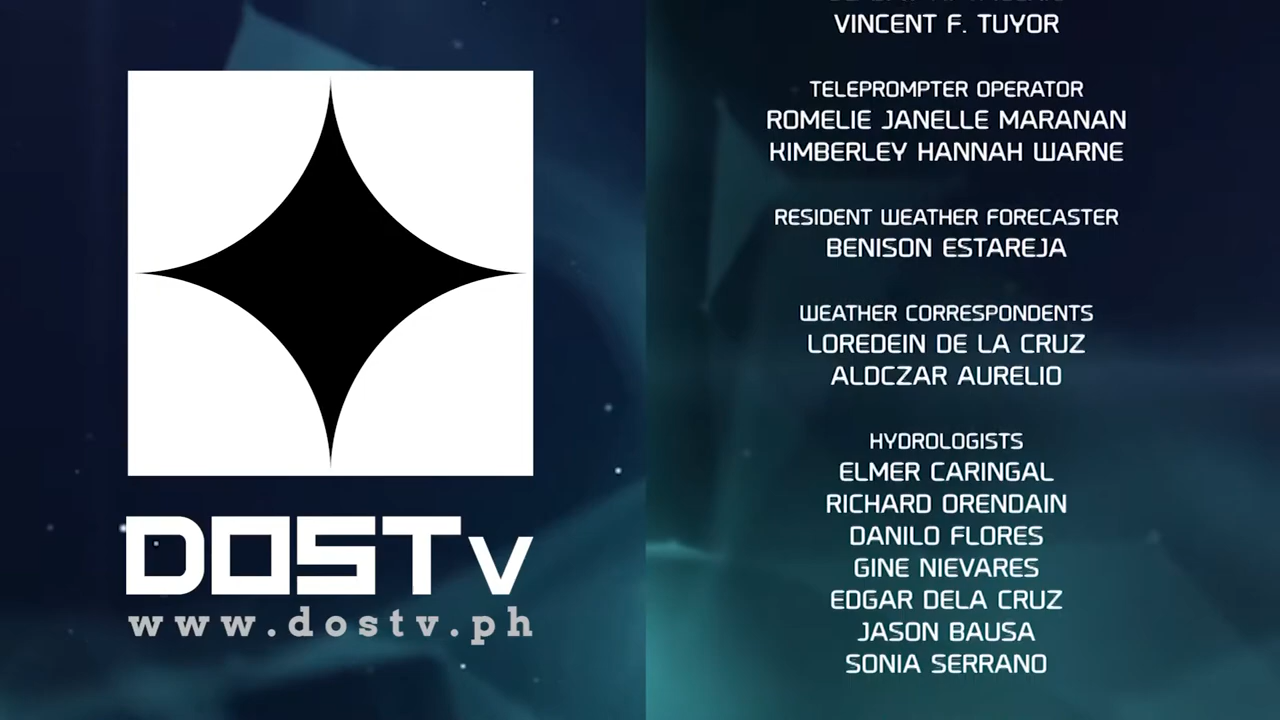 DOSTv
www.dostv.ph
VINCENT F. TUYOR
TELEPROMPTER OPERATOR
ROMELIE JANELLE MARANAN
KIMBERLEY HANNAH WARNE
RESIDENT WEATHER FORECASTER
BENISON ESTAREJA
WEATHER CORRESPONDENTS
LOREDEIN DE LA CRUZ
ALDCZAR AURELIO
HYDROLOGISTS
ELMER CARINGAL
RICHARD ORENDAIN
DANILO FLORES
GINE NIEVARES
EDGAR DELA CRUZ
JASON BAUSA
SONIA SERRANO